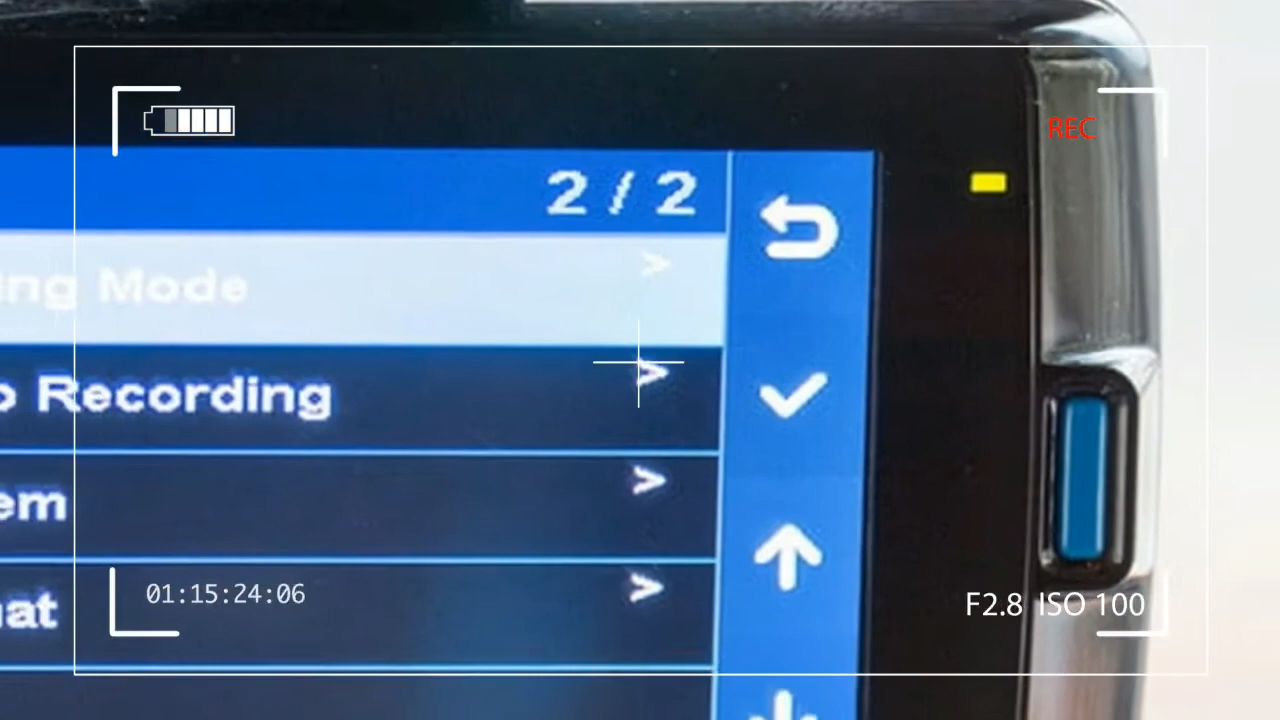 REC
2/2
ing Mode >
o Recording >
em >
01:15:24:06
at >
F2.8 ISO 100